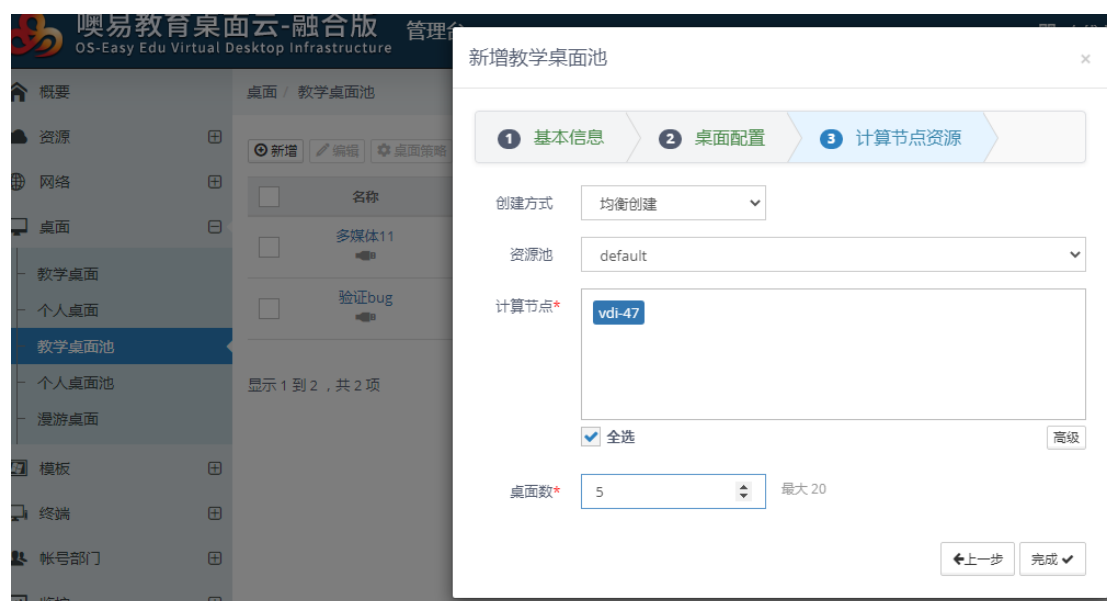 噢易教育桌面云-融合版 管理台
OS-Easy Edu Virtual Desktop Infrastructure
概要
资源
网络
桌面
教学桌面
个人桌面
教学桌面池
个人桌面池
漫游桌面
模板
终端
帐号部门
桌面 / 教学桌面池
新增 编辑 桌面策略
名称
多媒体11
验证bug
显示 1 到 2 ，共 2 项
新增教学桌面池 ×
1 基本信息 2 桌面配置 3 计算节点资源
创建方式 均衡创建
资源池 default
计算节点* vdi-47
全选 高级
桌面数* 5 最大 20
上一步 完成